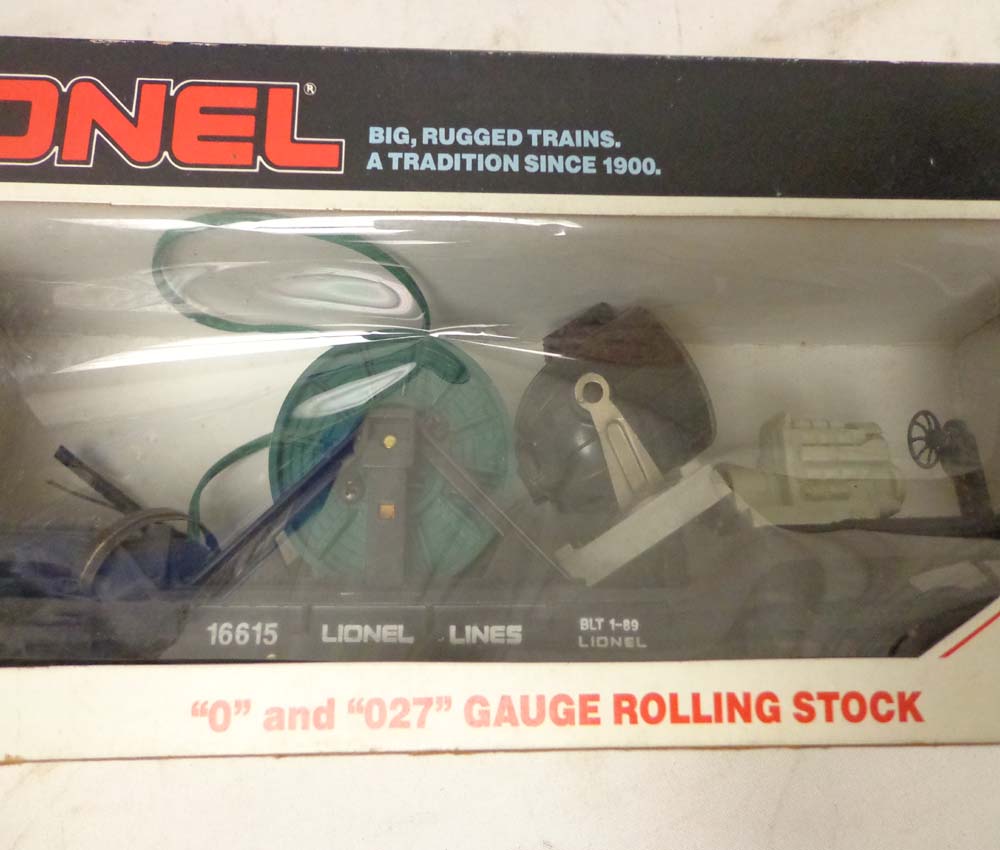 ONEL®
BIG, RUGGED TRAINS.
A TRADITION SINCE 1900.
16615 LIONEL LINES BLT 1-89
LIONEL
“O” and “027” GAUGE ROLLING STOCK